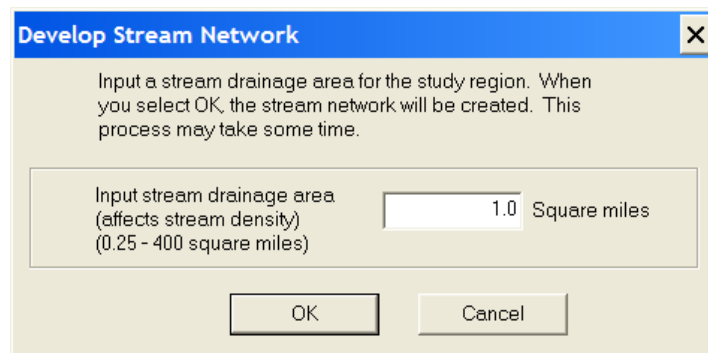 Develop Stream Network
Input a stream drainage area for the study region. When
you select OK, the stream network will be created. This
process may take some time.
Input stream drainage area
(affects stream density)
(0.25 - 400 square miles)
1.0 Square miles
OK Cancel